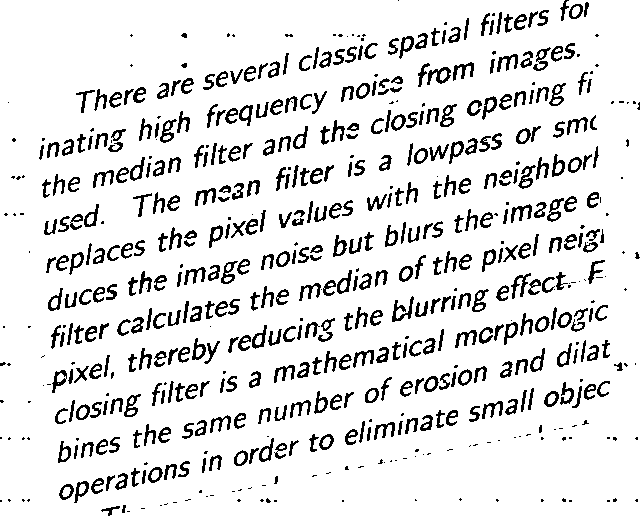 There are several classic spatial filters for
inating high frequency noise from images.
the median filter and the closing opening fi
used. The mean filter is a lowpass or smo
replaces the pixel values with the neighborh
duces the image noise but blurs the image e
filter calculates the median of the pixel neigh
pixel, thereby reducing the blurring effect. F
closing filter is a mathematical morphologic
bines the same number of erosion and dilat
operations in order to eliminate small objec